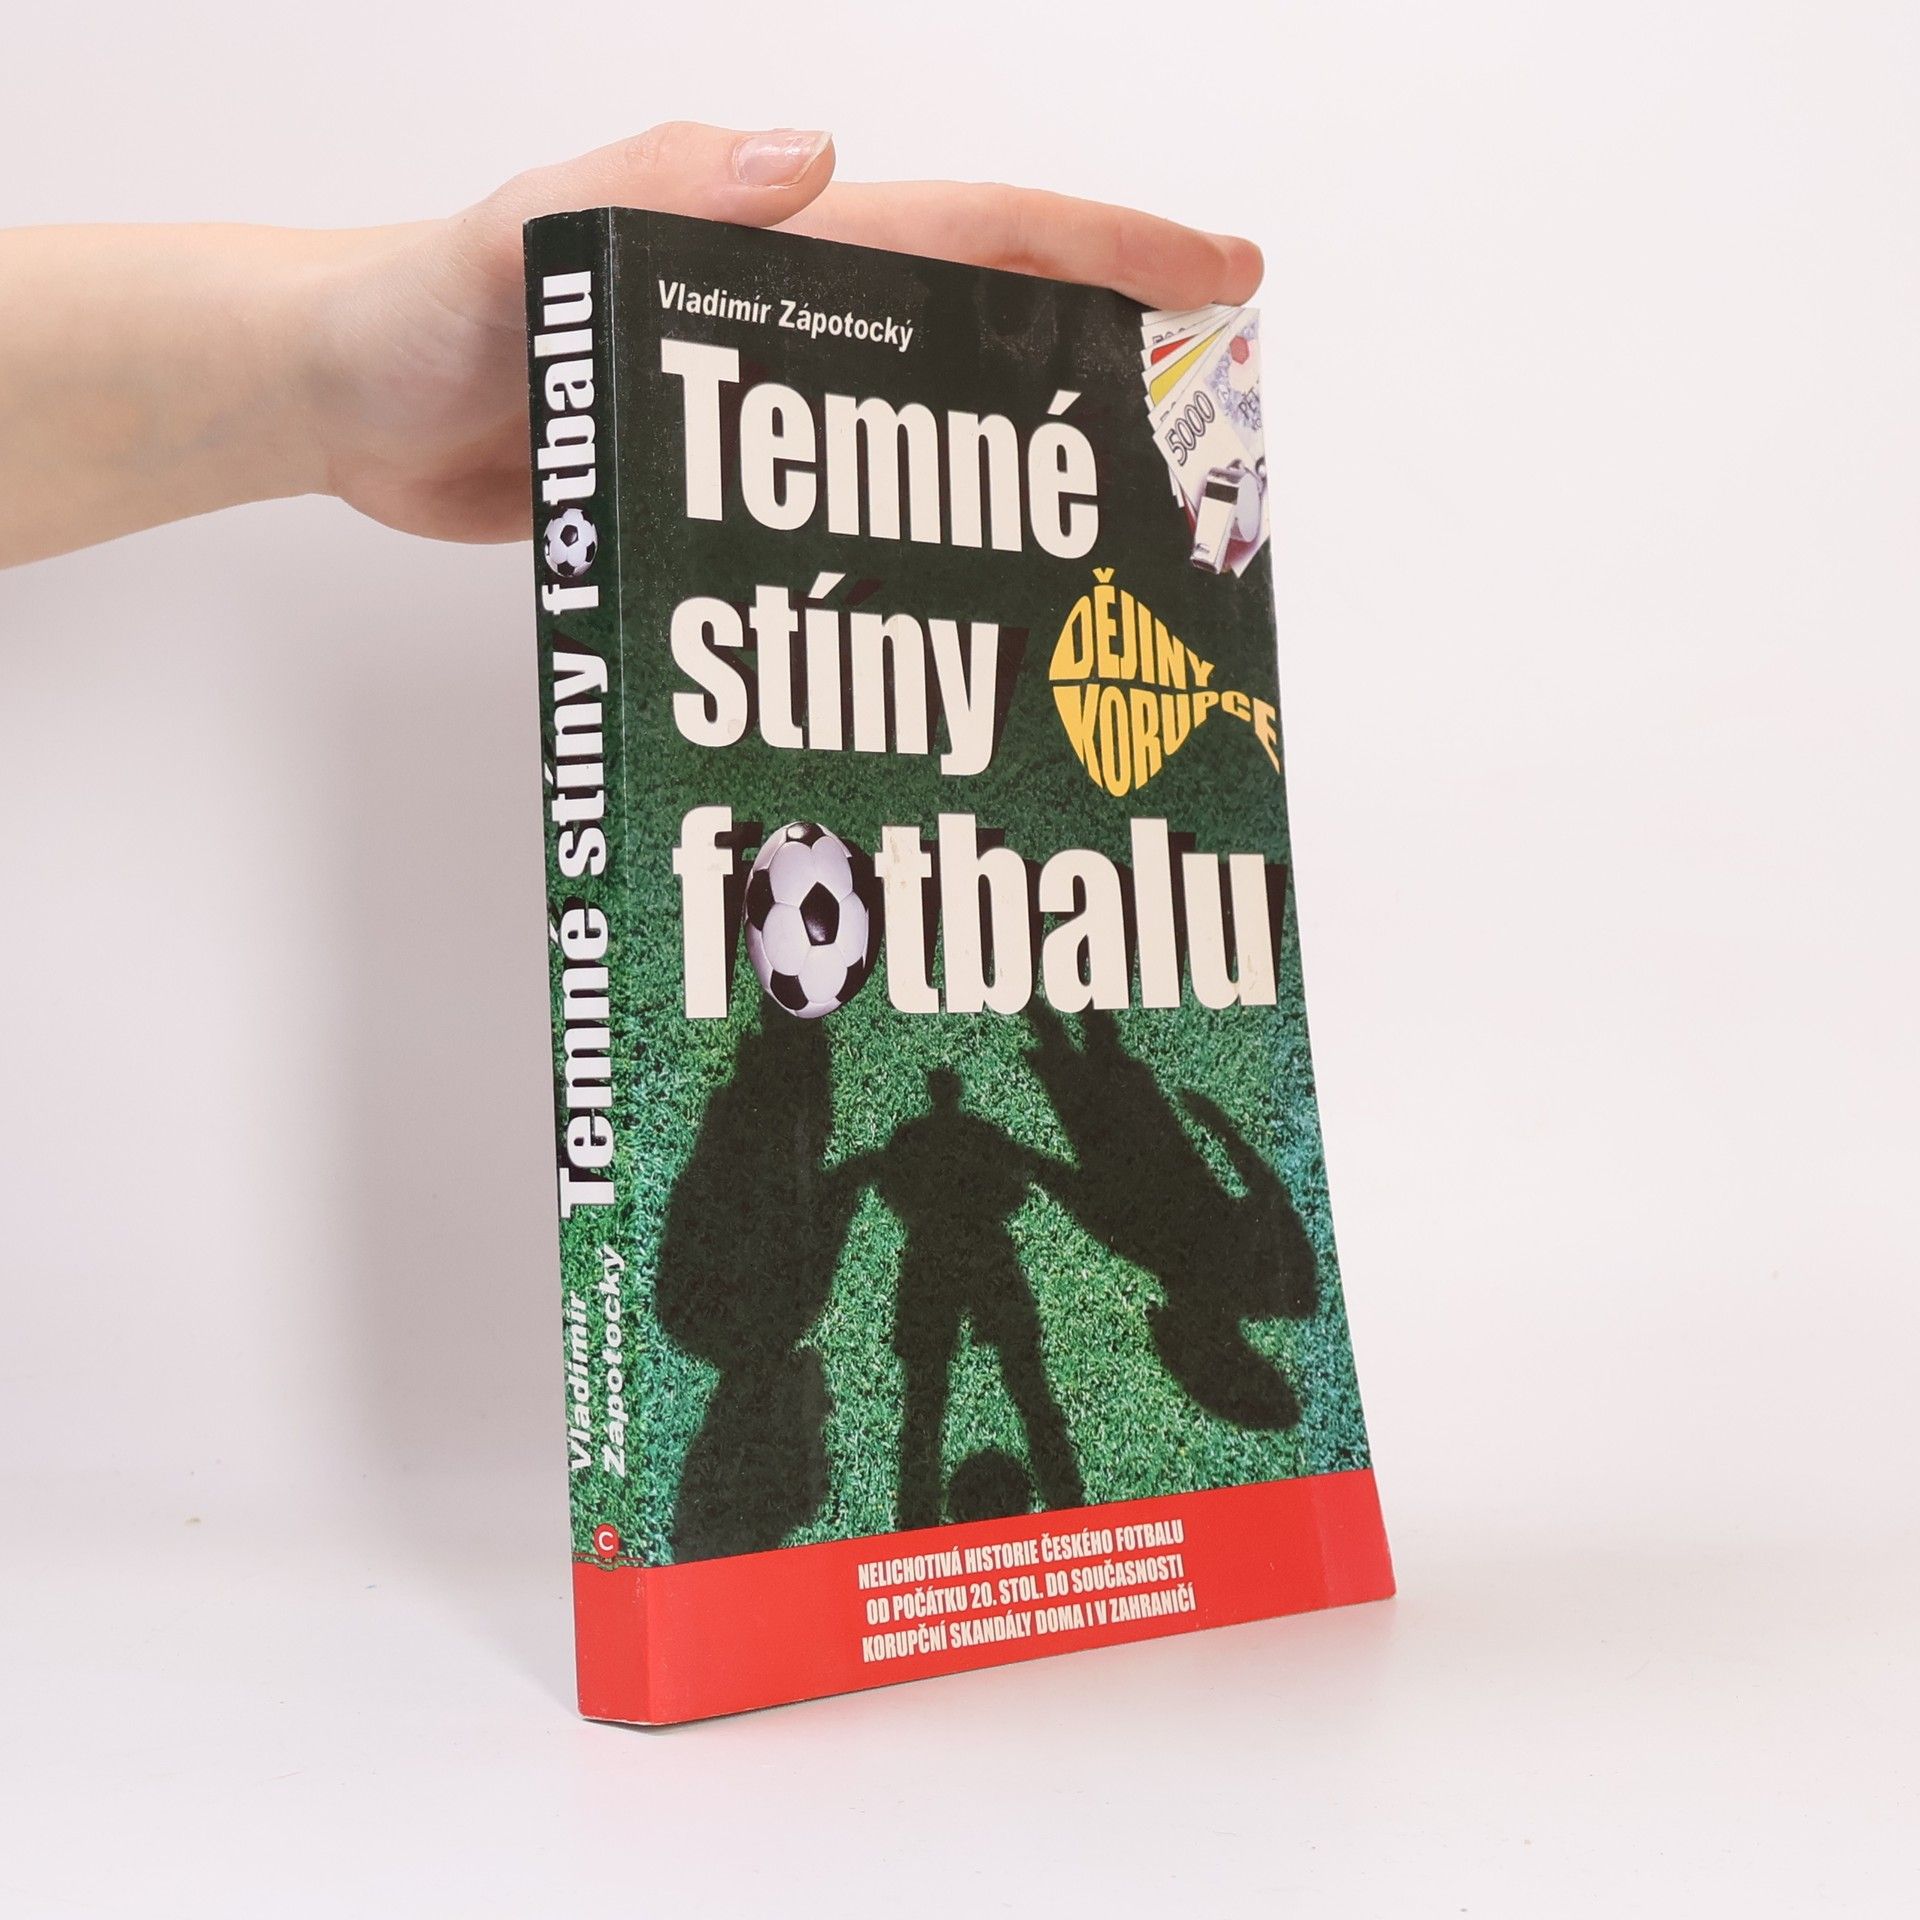 Vladimír Zápotocký
Temné
stíny
fotbalu
DĚJINY
KORUPCE
5000
NELICHOTIVÁ HISTORIE ČESKÉHO FOTBALU
OD POČÁTKU 20. STOL. DO SOUČASNOSTI
KORUPČNÍ SKANDÁLY DOMA I V ZAHRANIČÍ
Temné stíny fotbalu
Vladimír
Zápotocký
C